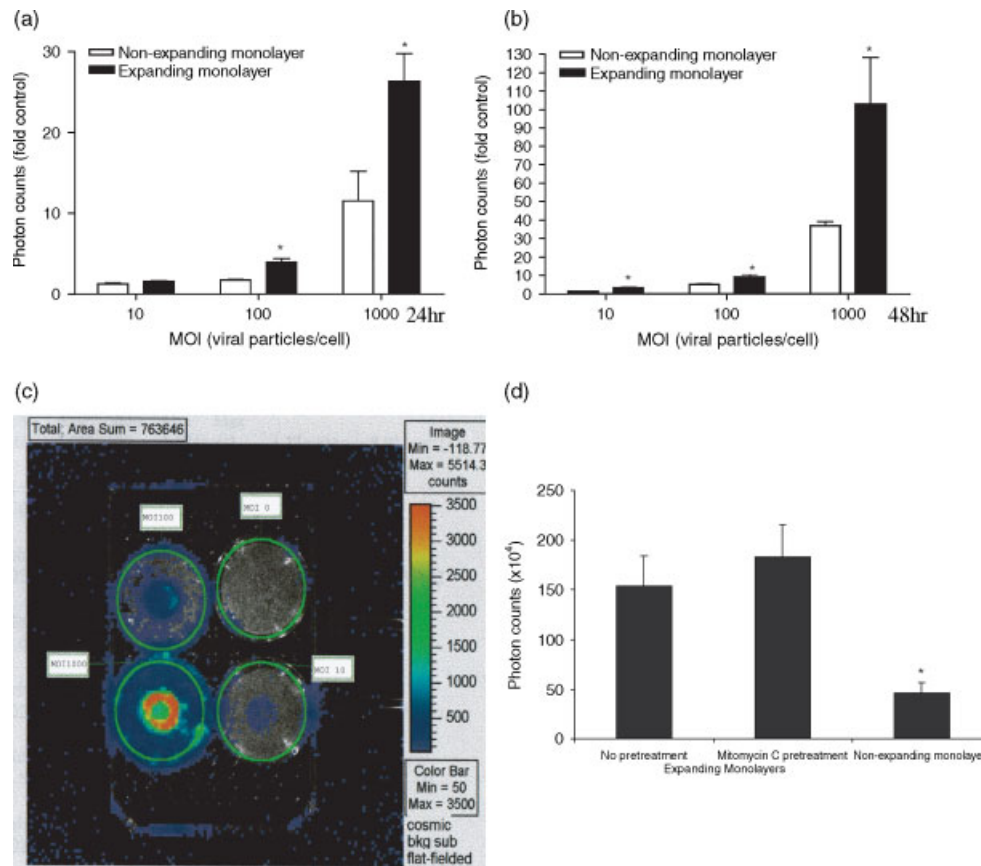 (a)
Non-expanding monolayer
Expanding monolayer
Photon counts (fold control)
30
20
10
0
*
*
10
100
1000 24hr
MOI (viral particles/cell)
(b)
Non-expanding monolayer
Expanding monolayer
Photon counts (fold control)
130
120
110
100
90
80
70
60
50
40
30
20
10
0
*
*
*
10
100
1000
48hr
MOI (viral particles/cell)
(c)
Total; Area Sum = 763646
Image
Min = -118.77
Max = 5514.3
counts
MOI100
MOI 0
MOI1000
MOI 10
3500
3000
2500
2000
1500
1000
500
Color Bar
Min = 50
Max = 3500
cosmic
bkg sub
flat-fielded
(d)
Photon counts (x10⁴)
250
200
150
100
50
0
*
No pretreatment
Mitomycin C pretreatment
Non-expanding monolaye
Expanding Monolayers